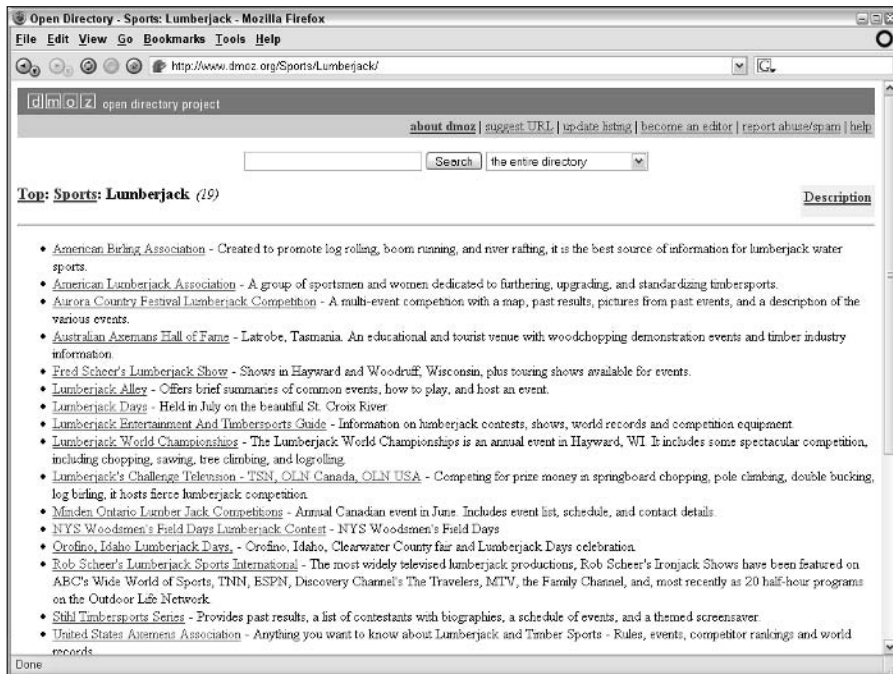 Open Directory - Sports: Lumberjack - Mozilla Firefox
File Edit View Go Bookmarks Tools Help
http://www.dmoz.org/Sports/Lumberjack/
G
dmoz open directory project
about dmoz | suggest URL | update listing | become an editor | report abuse/spam | help
Search the entire directory
Top: Sports: Lumberjack (19)
Description
• American Birling Association - Created to promote log rolling, boom running, and river rafting, it is the best source of information for lumberjack water
sports.
• American Lumberjack Association - A group of sportsmen and women dedicated to furthering, upgrading, and standardizing timbersports.
• Aurora Country Festival Lumberjack Competition - A multi-event competition with a map, past results, pictures from past events, and a description of the
various events.
• Australian Axemans Hall of Fame - Latrobe, Tasmania. An educational and tourist venue with woodchopping demonstration events and timber industry
information.
• Fred Scheer's Lumberjack Show - Shows in Hayward and Woodruff, Wisconsin, plus touring shows available for events.
• Lumberjack Alley - Offers brief summaries of common events, how to play, and host an event.
• Lumberjack Days - Held in July on the beautiful St. Croix River.
• Lumberjack Entertainment And Timbersports Guide - Information on lumberjack contests, shows, world records and competition equipment.
• Lumberjack World Championships - The Lumberjack World Championships is an annual event in Hayward, WI. It includes some spectacular competition,
including chopping, sawing, tree climbing, and logrolling.
• Lumberjack's Challenge Television - TSN, OLN Canada, OLN USA - Competing for prize money in springboard chopping, pole climbing, double bucking,
log birling, it hosts fierce lumberjack competition.
• Minden Ontario Lumber Jack Competitions - Annual Canadian event in June. Includes event list, schedule, and contact details.
• NYS Woodsmen's Field Days Lumberjack Contest - NYS Woodsmen's Field Days
• Orofino, Idaho Lumberjack Days, - Orofino, Idaho, Clearwater County fair and Lumberjack Days celebration.
• Rob Scheer's Lumberjack Sports International - The most widely televised lumberjack productions, Rob Scheer's Ironjack Shows have been featured on
ABC's Wide World of Sports, TNN, ESPN, Discovery Channel's The Travelers, MTV, the Family Channel, and, most recently as 20 half-hour programs
on the Outdoor Life Network.
• Stihl Timbersports Series - Provides past results, a list of contestants with biographies, a schedule of events, and a themed screensaver.
• United States Axemens Association - Anything you want to know about Lumberjack and Timber Sports - Rules, events, competitor rankings and world
records.
Done